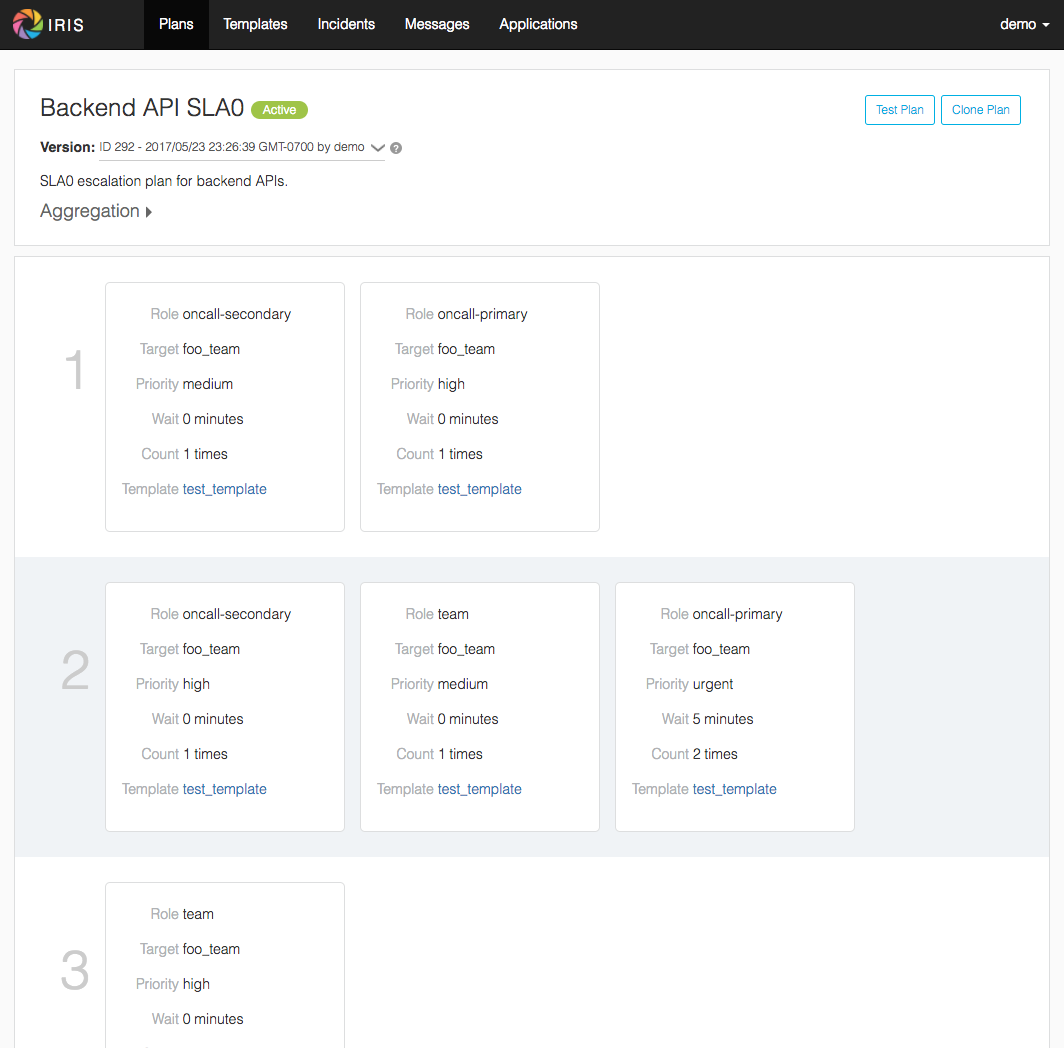 IRIS Plans Templates Incidents Messages Applications demo
Backend API SLA0 Active Test Plan Clone Plan
Version: ID 292 - 2017/05/23 23:26:39 GMT-0700 by demo ?
SLA0 escalation plan for backend APIs.
Aggregation
1
Role oncall-secondary
Target foo_team
Priority medium
Wait 0 minutes
Count 1 times
Template test_template
Role oncall-primary
Target foo_team
Priority high
Wait 0 minutes
Count 1 times
Template test_template
2
Role oncall-secondary
Target foo_team
Priority high
Wait 0 minutes
Count 1 times
Template test_template
Role team
Target foo_team
Priority medium
Wait 0 minutes
Count 1 times
Template test_template
Role oncall-primary
Target foo_team
Priority urgent
Wait 5 minutes
Count 2 times
Template test_template
3
Role team
Target foo_team
Priority high
Wait 0 minutes